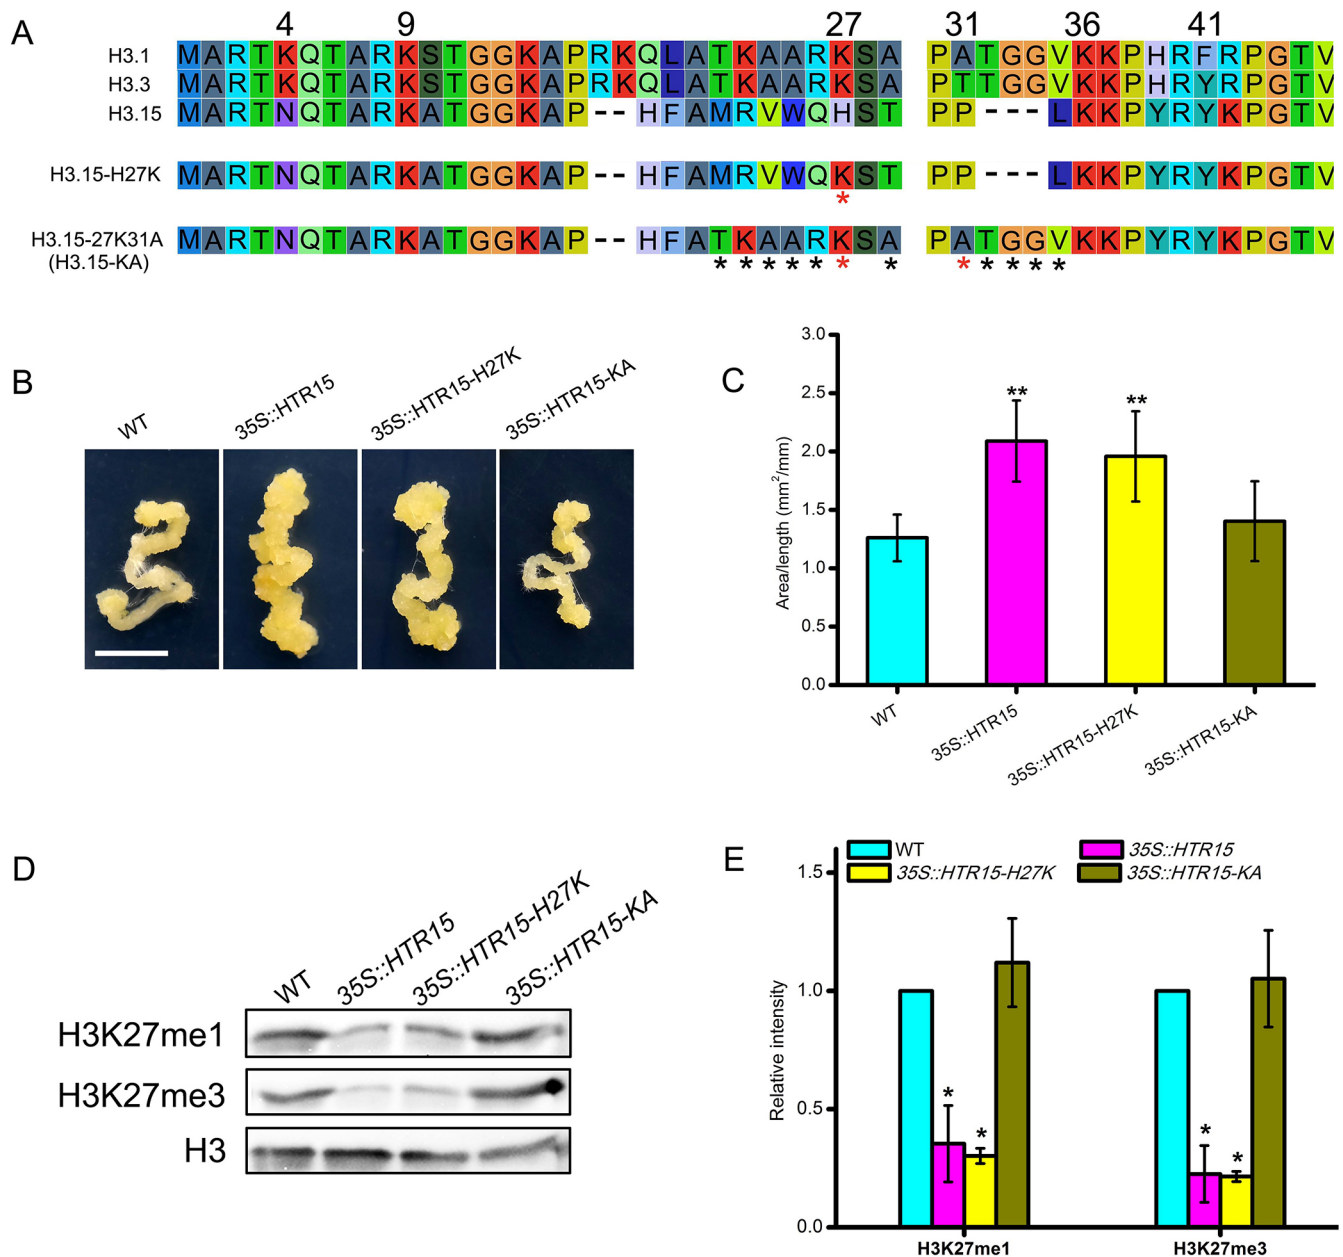 A
4 9 27 31 36 41
H3.1 MARTKQTARKSTGGKAPRKQLATKAARKSA PATGGVKKPHRFRPGTV
H3.3 MARTKQTARKSTGGKAPRKQLATKAARKSA PTTGGVKKPHRYRPGTV
H3.15 MARTNQTARKATGGKAP--HFAMRVWQHST PP---LKKPYRYKPGTV
H3.15-H27K MARTNQTARKATGGKAP--HFAMRVWQKST PP---LKKPYRYKPGTV
*
H3.15-27K31A MARTNQTARKATGGKAP--HFATKAARKSA PATGGVKKPYRYKPGTV
(H3.15-KA) * * * * * * * * * * * *
B
WT
35S::HTR15
35S::HTR15-H27K
35S::HTR15-KA
C
Area/length (mm²/mm)
3.0
2.5
2.0
1.5
1.0
0.5
0.0
**
**
WT
35S::HTR15
35S::HTR15-H27K
35S::HTR15-KA
D
WT
35S::HTR15
35S::HTR15-H27K
35S::HTR15-KA
H3K27me1
H3K27me3
H3
E
WT 35S::HTR15
35S::HTR15-H27K 35S::HTR15-KA
Relative intensity
1.5
1.0
0.5
0.0
*
*
*
*
H3K27me1 H3K27me3